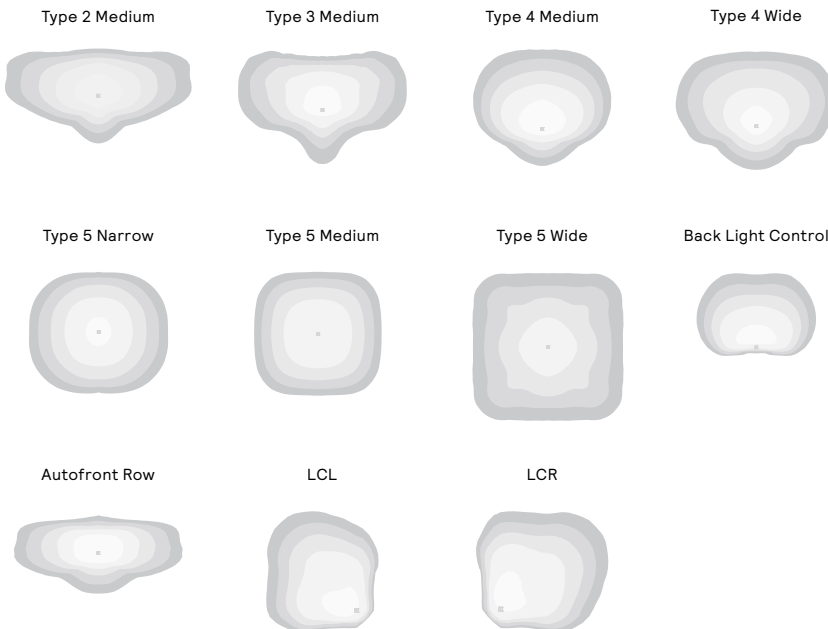 Type 2 Medium
Type 3 Medium
Type 4 Medium
Type 4 Wide
Type 5 Narrow
Type 5 Medium
Type 5 Wide
Back Light Control
Autofront Row
LCL
LCR